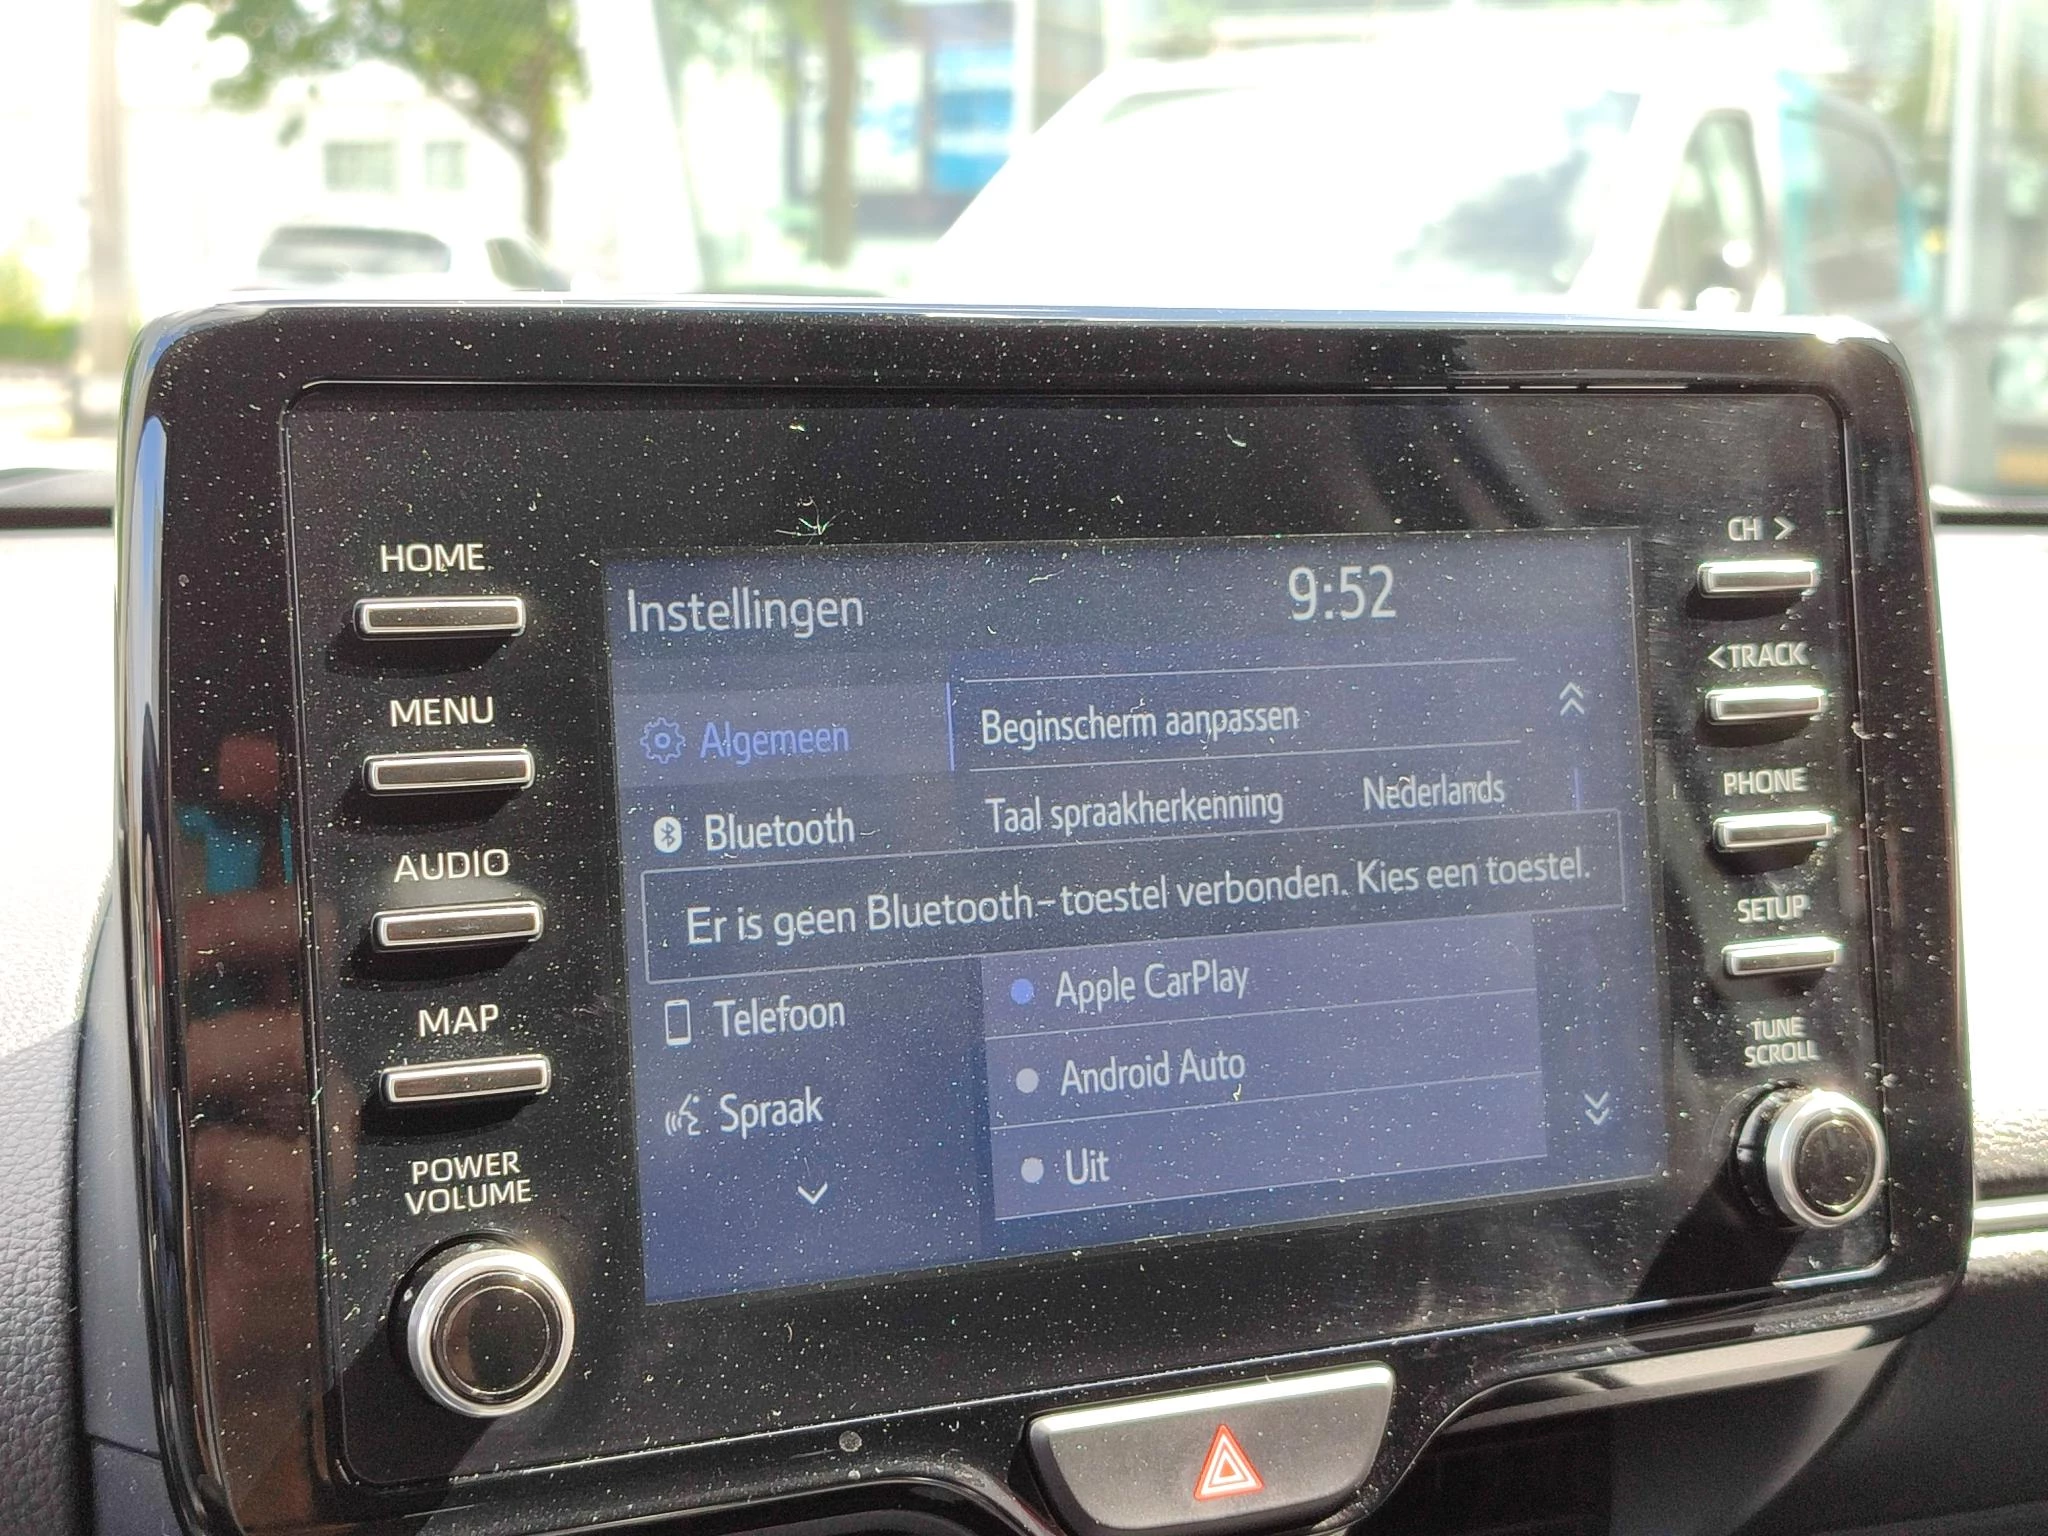 HOME
MENU
AUDIO
MAP
POWER
VOLUME
Instellingen
9:52
Algemeen
Beginscherm aanpassen
Bluetooth
Taal spraakherkenning
Nederlands
Er is geen Bluetooth-toestel verbonden. Kies een toestel.
Apple CarPlay
Telefoon
Android Auto
Spraak
Uit
CH >
<TRACK
PHONE
SETUP
TUNE
SCROLL